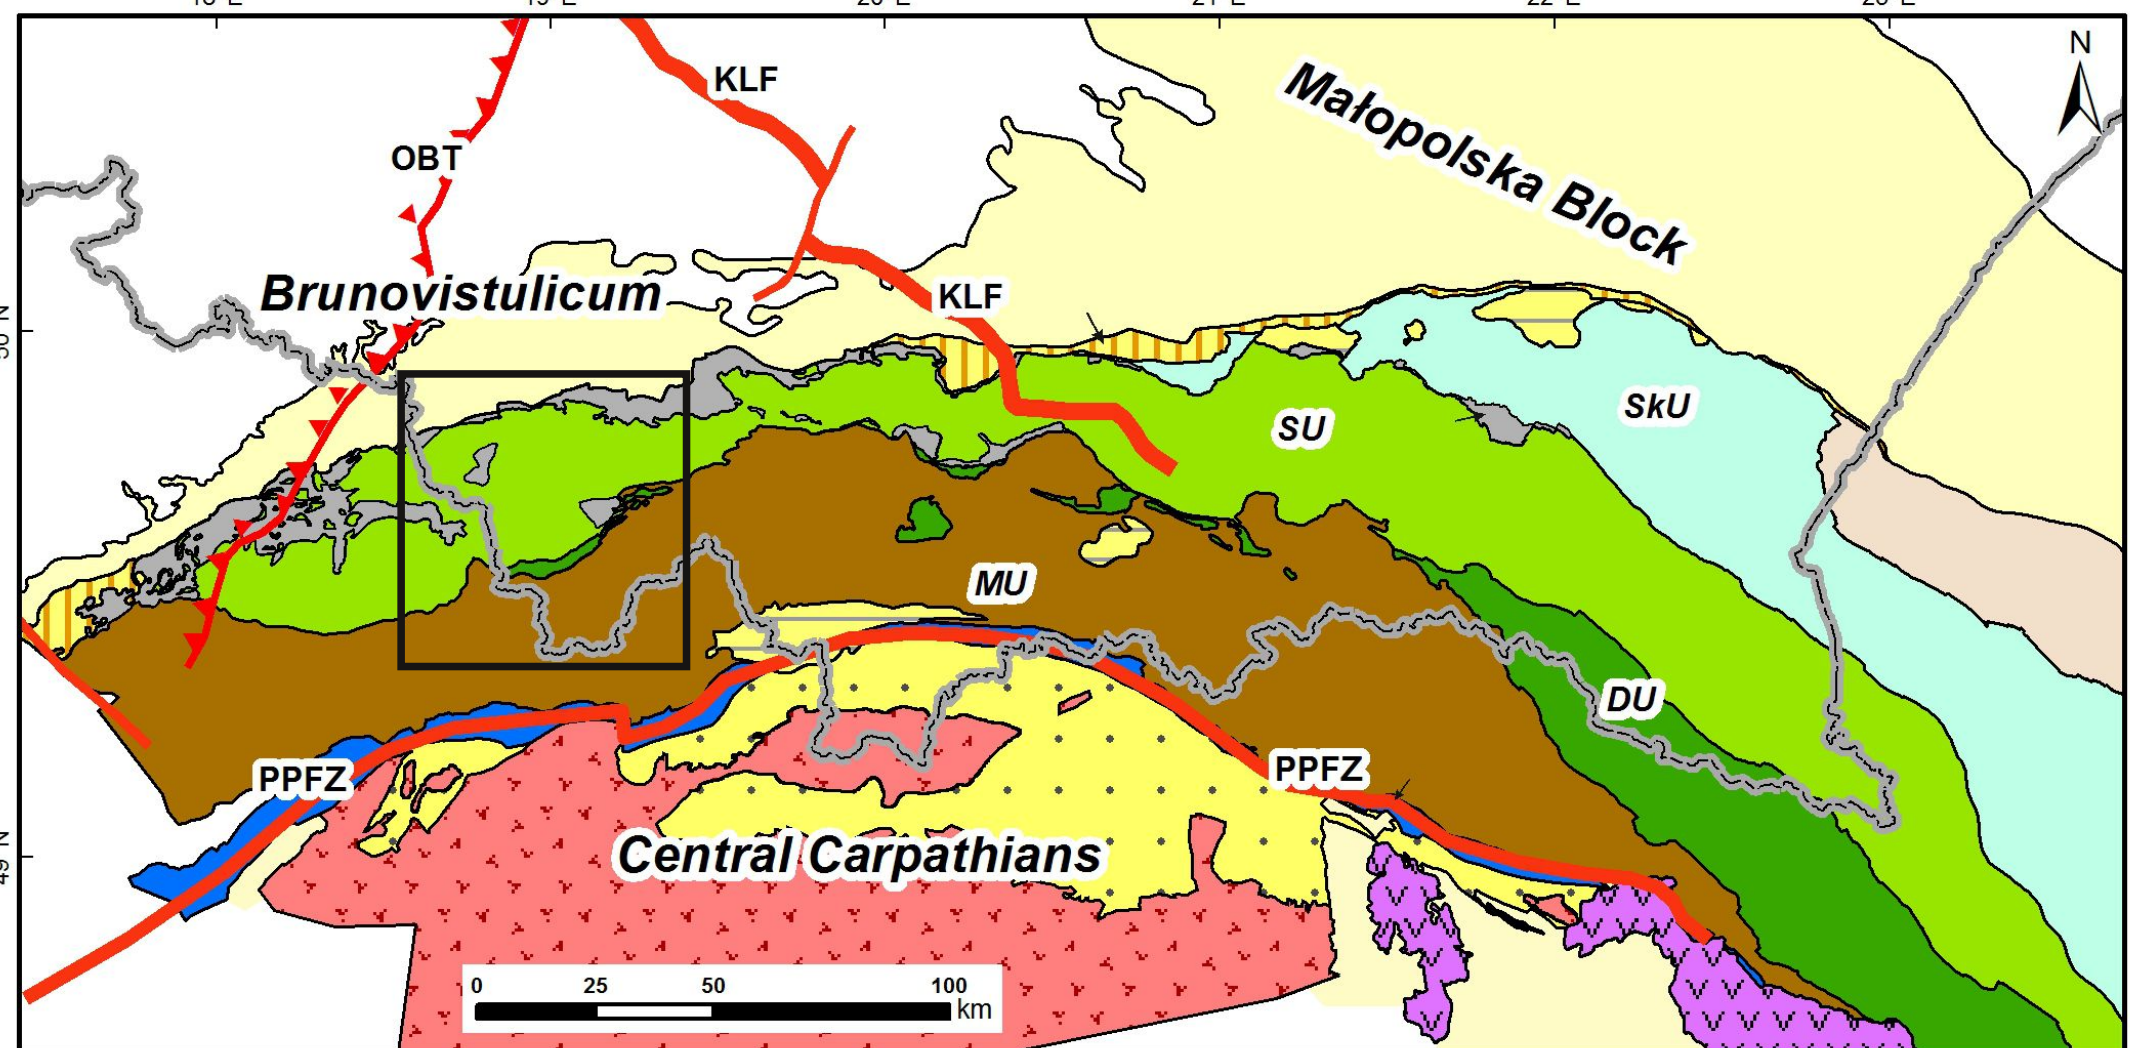 N
KLF
Małopolska Block
OBT
Brunovistulicum
KLF
SkU
SU
MU
DU
PPFZ
PPFZ
Central Carpathians
0 25 50 100
km